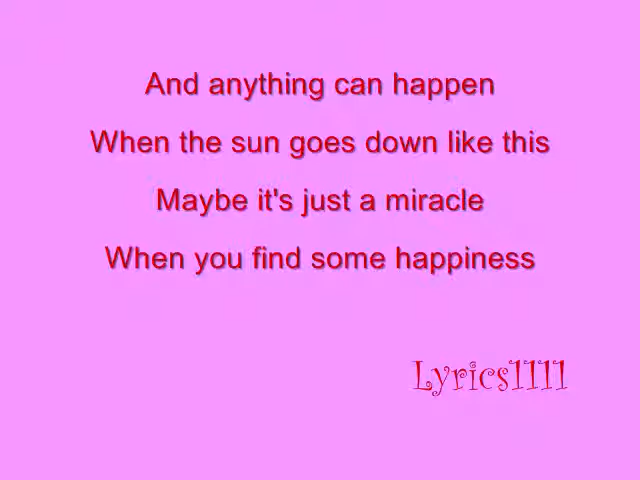 And anything can happen
When the sun goes down like this
Maybe it's just a miracle
When you find some happiness
Lyrics1111